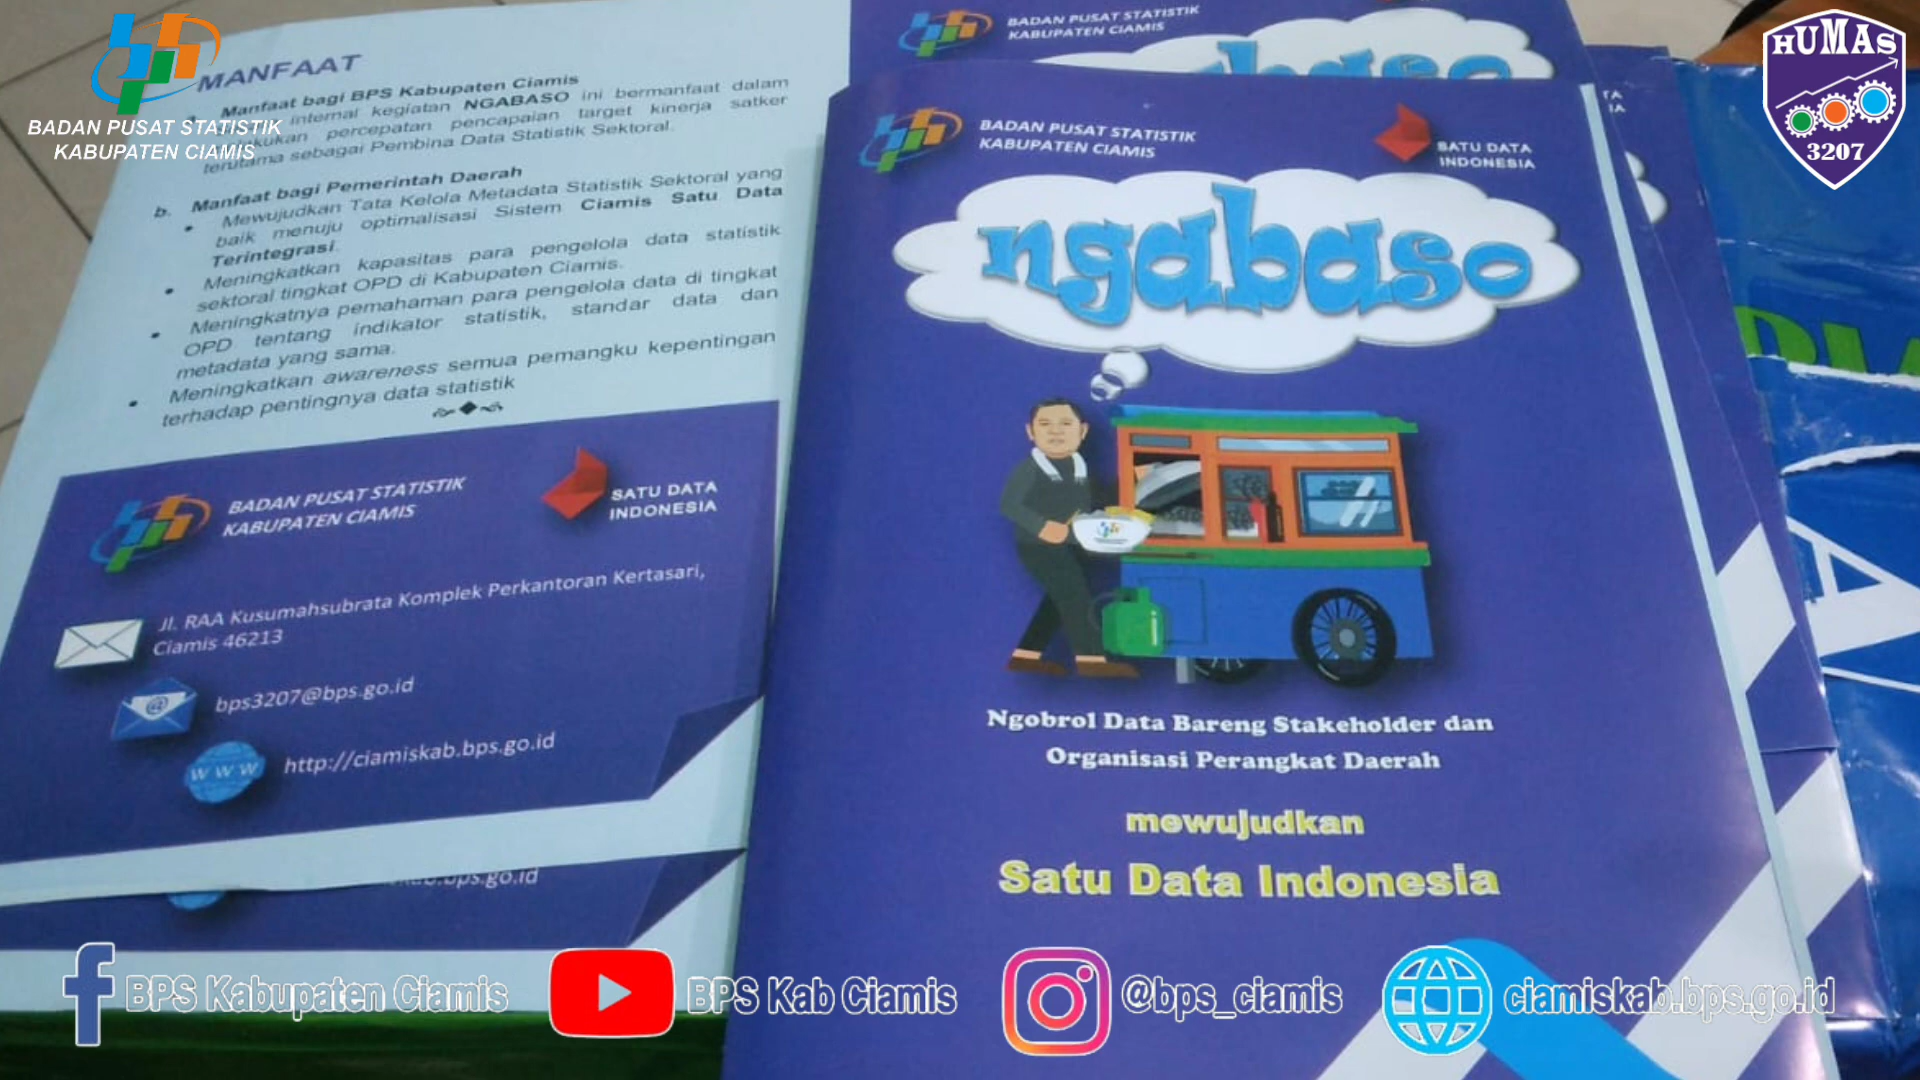 BADAN PUSAT STATISTIK
KABUPATEN CIAMIS
HUMAS
3207
MANFAAT
Manfaat bagi BPS Kabupaten Ciamis
internal kegiatan NGABASO ini bermanfaat dalam
percepatan pencapaian target kinerja satker
terutama sebagai Pembina Data Statistik Sektoral.
b. Manfaat bagi Pemerintah Daerah
• Mewujudkan Tata Kelola Metadata Statistik Sektoral yang
baik menuju optimalisasi Sistem Ciamis Satu Data
Terintegrasi.
• Meningkatkan kapasitas para pengelola data statistik
sektoral tingkat OPD di Kabupaten Ciamis.
• Meningkatnya pemahaman para pengelola data di tingkat
OPD tentang indikator statistik, standar data dan
metadata yang sama.
• Meningkatkan awareness semua pemangku kepentingan
terhadap pentingnya data statistik
BADAN PUSAT STATISTIK
KABUPATEN CIAMIS
SATU DATA
INDONESIA
Jl. RAA Kusumahsubrata Komplek Perkantoran Kertasari,
Ciamis 46213
@
bps3207@bps.go.id
WWW
http://ciamiskab.bps.go.id
.bps.go.id
BADAN PUSAT STATISTIK
KABUPATEN CIAMIS
ngabaso
BADAN PUSAT STATISTIK
KABUPATEN CIAMIS
SATU DATA
INDONESIA
ngabaso
Ngobrol Data Bareng Stakeholder dan
Organisasi Perangkat Daerah
mewujudkan
Satu Data Indonesia
BPS Kabupaten Ciamis
BPS Kab Ciamis
@bps_ciamis
ciamiskab.bps.go.id